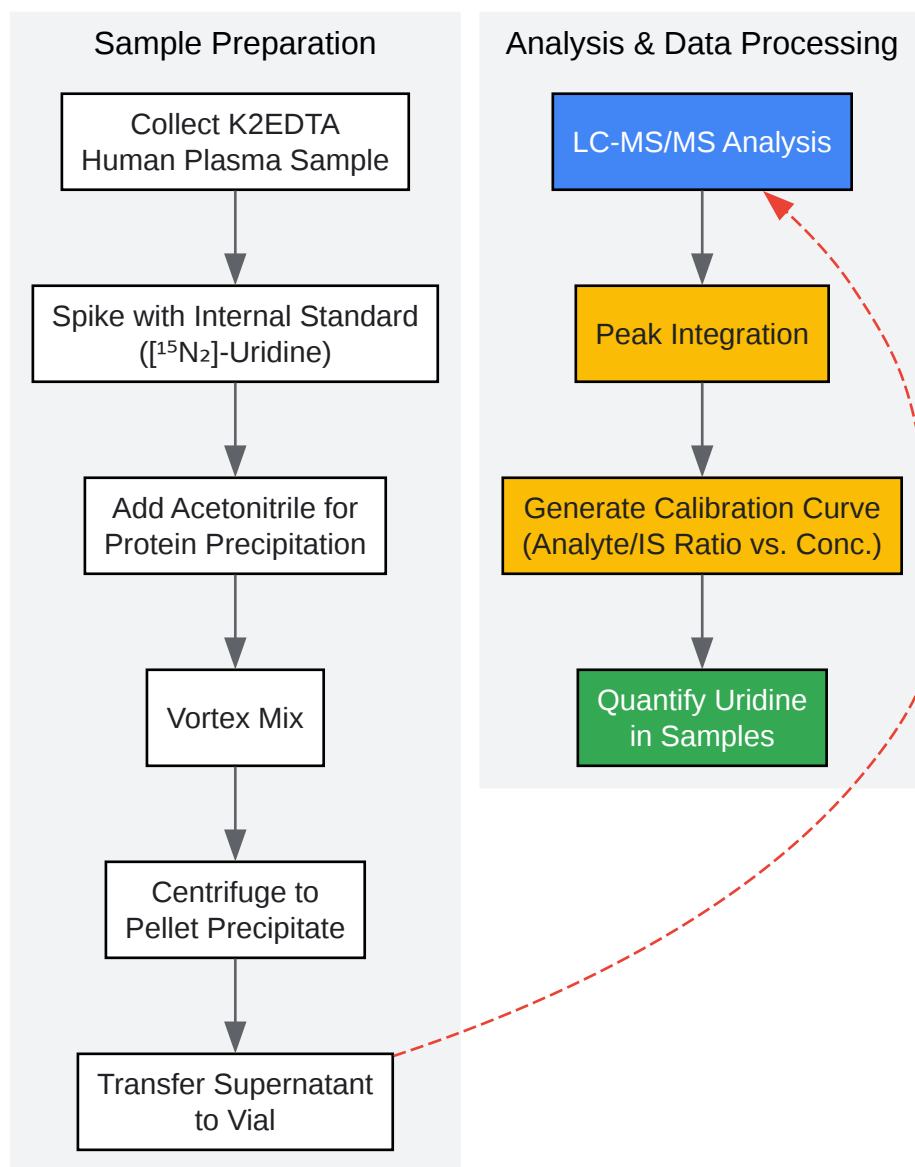 Sample Preparation
Collect K2EDTA
Human Plasma Sample
Spike with Internal Standard
([¹⁵N₂]-Uridine)
Add Acetonitrile for
Protein Precipitation
Vortex Mix
Centrifuge to
Pellet Precipitate
Transfer Supernatant
to Vial
Analysis & Data Processing
LC-MS/MS Analysis
Peak Integration
Generate Calibration Curve
(Analyte/IS Ratio vs. Conc.)
Quantify Uridine
in Samples